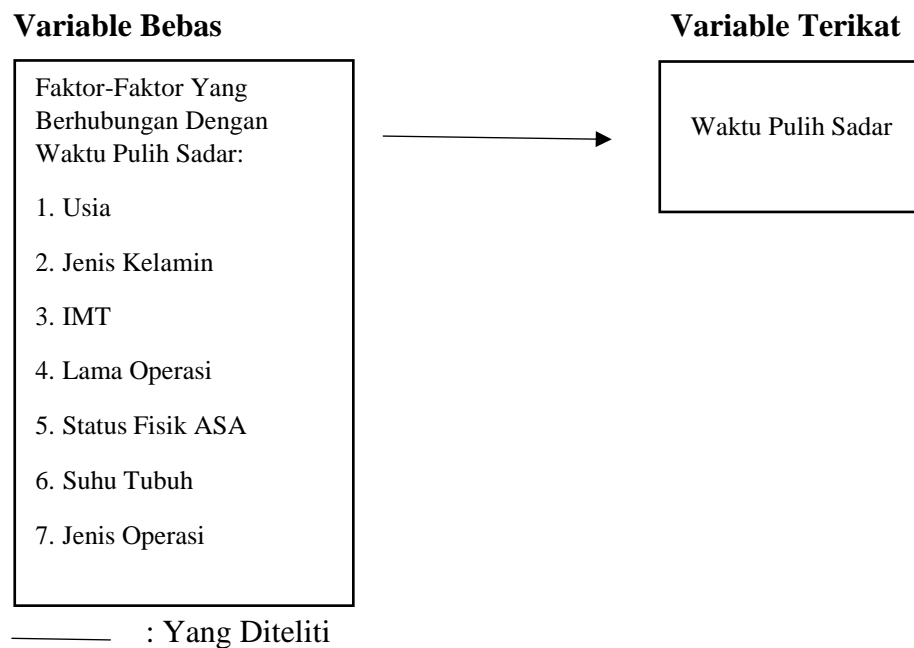 Variable Bebas
Variable Terikat
Faktor-Faktor Yang
Berhubungan Dengan
Waktu Pulih Sadar:
1. Usia
2. Jenis Kelamin
3. IMT
4. Lama Operasi
5. Status Fisik ASA
6. Suhu Tubuh
7. Jenis Operasi
Waktu Pulih Sadar
: Yang Diteliti